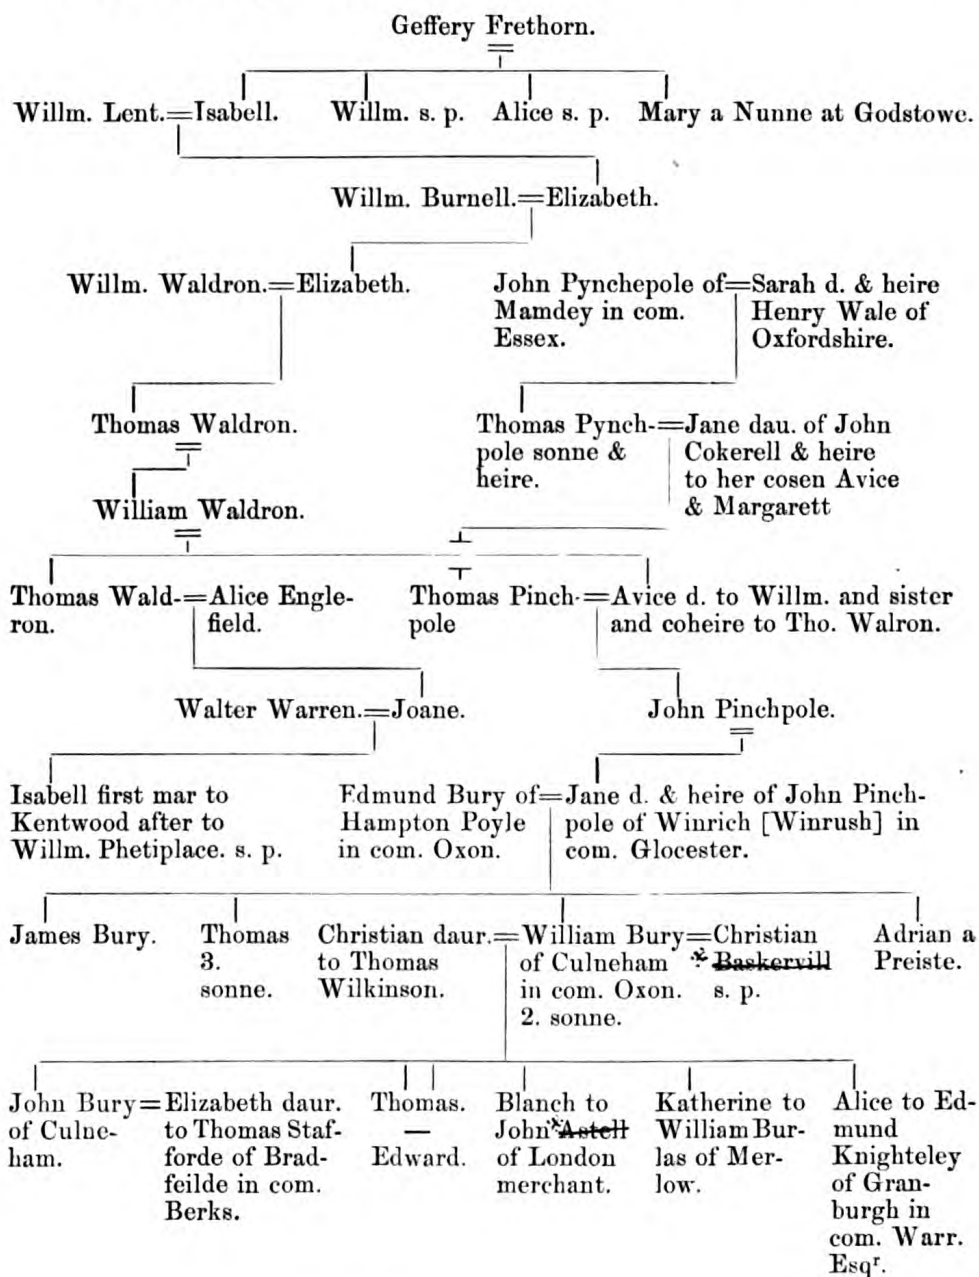 Geffery Frethorn.
Willm. Lent.=Isabell. Willm. s. p. Alice s. p. Mary a Nunne at Godstowe.
Willm. Burnell.=Elizabeth.
Willm. Waldron.=Elizabeth.
John Pynchepole of=Sarah d. & heire
Mamdey in com. Henry Wale of
Essex. Oxfordshire.
Thomas Waldron.
Thomas Pynch-=Jane dau. of John
pole sonne & Cokerell & heire
heire. to her cosen Avice
& Margarett
William Waldron.
Thomas Wald-=Alice Engle-
ron. field.
Thomas Pinch-=Avice d. to Willm. and sister
pole and coheire to Tho. Walron.
Walter Warren.=Joane.
John Pinchpole.
Isabell first mar to
Kentwood after to
Willm. Phetiplace. s. p.
Edmund Bury of=Jane d. & heire of John Pinch-
Hampton Poyle pole of Winrich [Winrush] in
in com. Oxon. com. Glocester.
James Bury.
Thomas
3.
sonne.
Christian daur.=William Bury=Christian
to Thomas of Culneham Baskervill
Wilkinson. in com. Oxon. s. p.
2. sonne.
Adrian a
Preiste.
John Bury=Elizabeth daur.
of Culne- to Thomas Staf-
ham. forde of Brad-
feilde in com.
Berks.
Thomas.
—
Edward.
Blanch to
John Astell
of London
merchant.
Katherine to
William Bur-
las of Mer-
low.
Alice to Ed-
mund
Knighteley
of Gran-
burgh in
com. Warr.
Esqr.